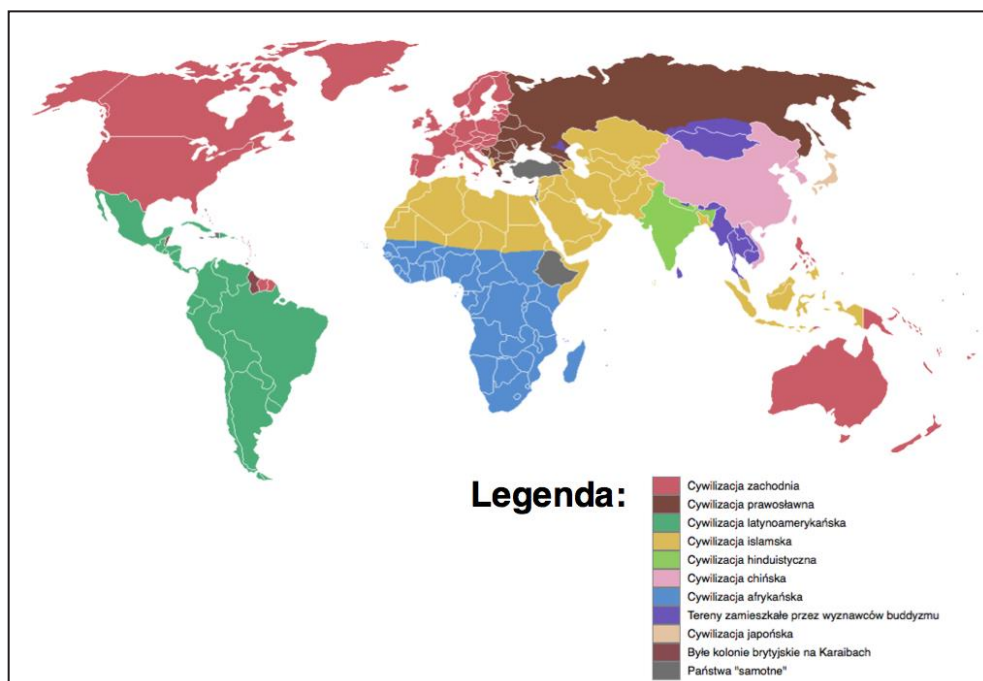 Legenda:
Cywilizacja zachodnia
Cywilizacja prawosławna
Cywilizacja latynoamerykańska
Cywilizacja islamska
Cywilizacja hinduistyczna
Cywilizacja chińska
Cywilizacja afrykańska
Tereny zamieszkałe przez wyznawców buddyzmu
Cywilizacja japońska
Byłe kolonie brytyjskie na Karaibach
Państwa "samotne"